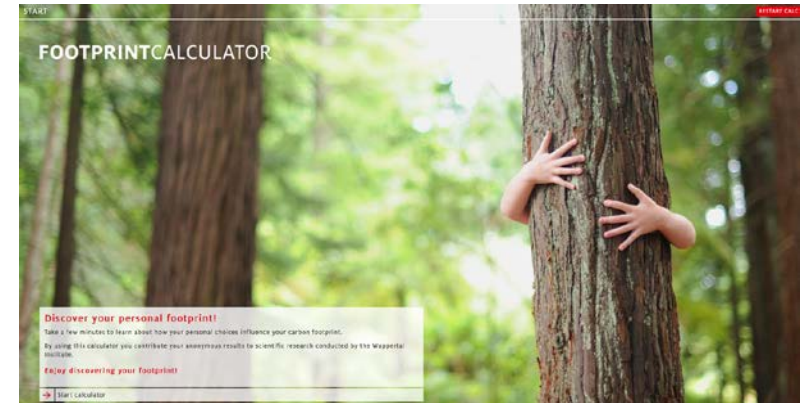 START
RESTART CALC
FOOTPRINTCALCULATOR
Discover your personal footprint!
Take a few minutes to learn about how your personal choices influence your carbon footprint.
By using this calculator you contribute your anonymous results to scientific research conducted by the Wuppertal
Institute.
Enjoy discovering your footprint!
Start calculator